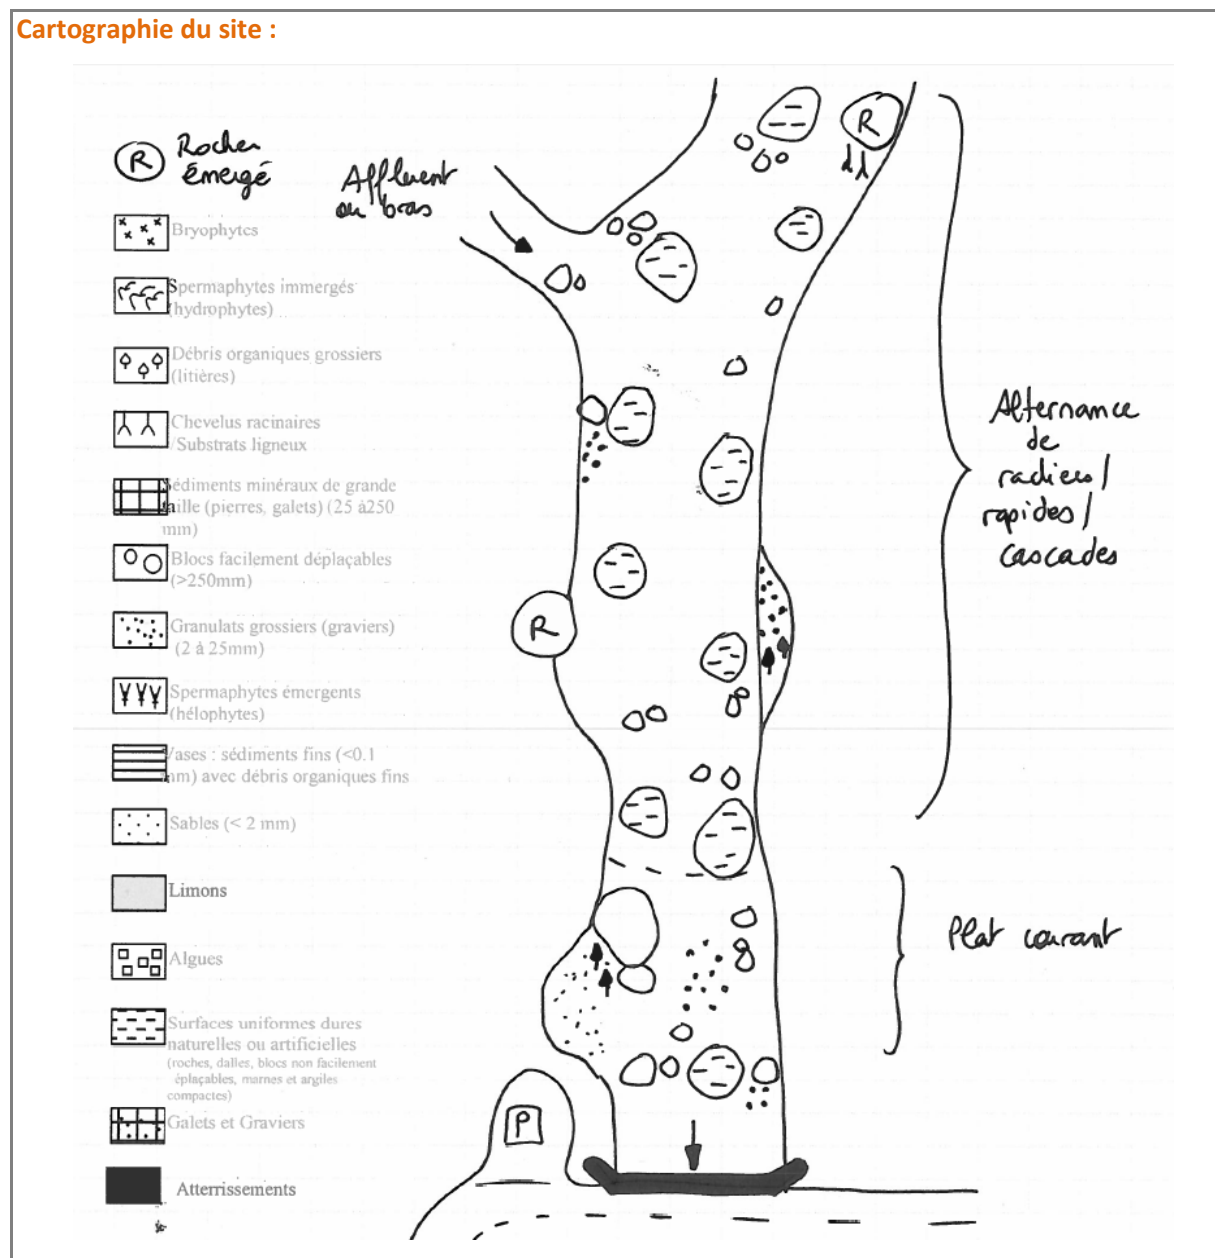 Cartographie du site :
R Rocher
émergé
Bryophytes
Spermaphytes immergés
(hydrophytes)
Débris organiques grossiers
(litières)
Chevelus racinaires
/Substrats ligneux
Sédiments minéraux de grande
taille (pierres, galets) (25 à250
mm)
Blocs facilement déplaçables
(>250mm)
Granulats grossiers (graviers)
(2 à 25mm)
Spermaphytes émergents
(hélophytes)
Vases : sédiments fins (<0.1
mm) avec débris organiques fins
Sables (< 2 mm)
Limons
Algues
Surfaces uniformes dures
naturelles ou artificielles
(roches, dalles, blocs non facilement
éplaçables, marnes et argiles
compactes)
Galets et Graviers
Atterrissements
Affluent
ou bras
R
R
P
Alternance
de
radiers/
rapides/
cascades
Plat courant